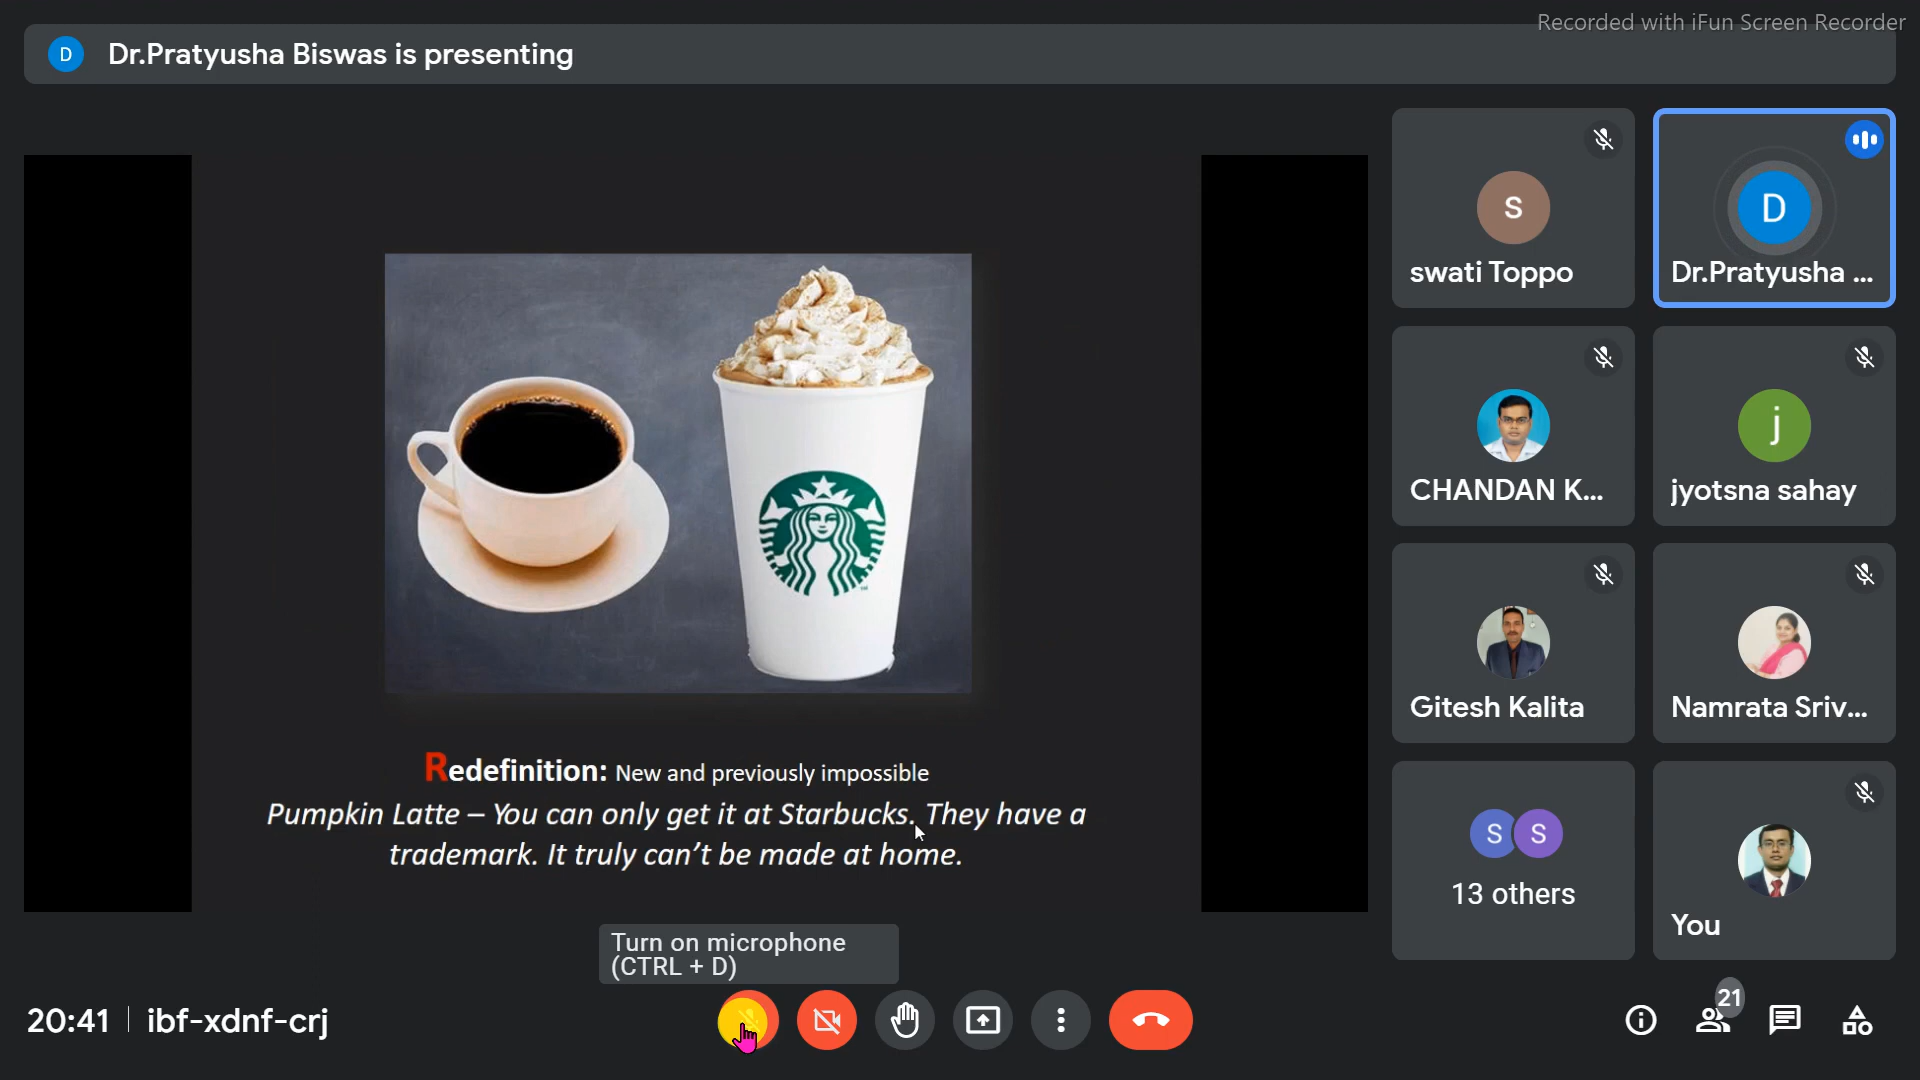 Recorded with iFun Screen Recorder
D Dr.Pratyusha Biswas is presenting
S
swati Toppo
D
Dr.Pratyusha ...
CHANDAN K...
j
jyotsna sahay
Gitesh Kalita
Namrata Sriv...
S S
13 others
You
TM
Redefinition: New and previously impossible
Pumpkin Latte – You can only get it at Starbucks. They have a
trademark. It truly can't be made at home.
Turn on microphone
(CTRL + D)
20:41 | ibf-xdnf-crj
21